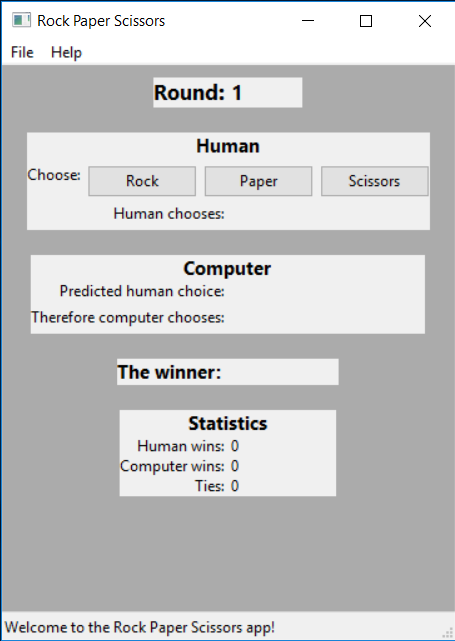 Rock Paper Scissors
File Help
Round: 1
Human
Choose: Rock Paper Scissors
Human chooses:
Computer
Predicted human choice:
Therefore computer chooses:
The winner:
Statistics
Human wins: 0
Computer wins: 0
Ties: 0
Welcome to the Rock Paper Scissors app!